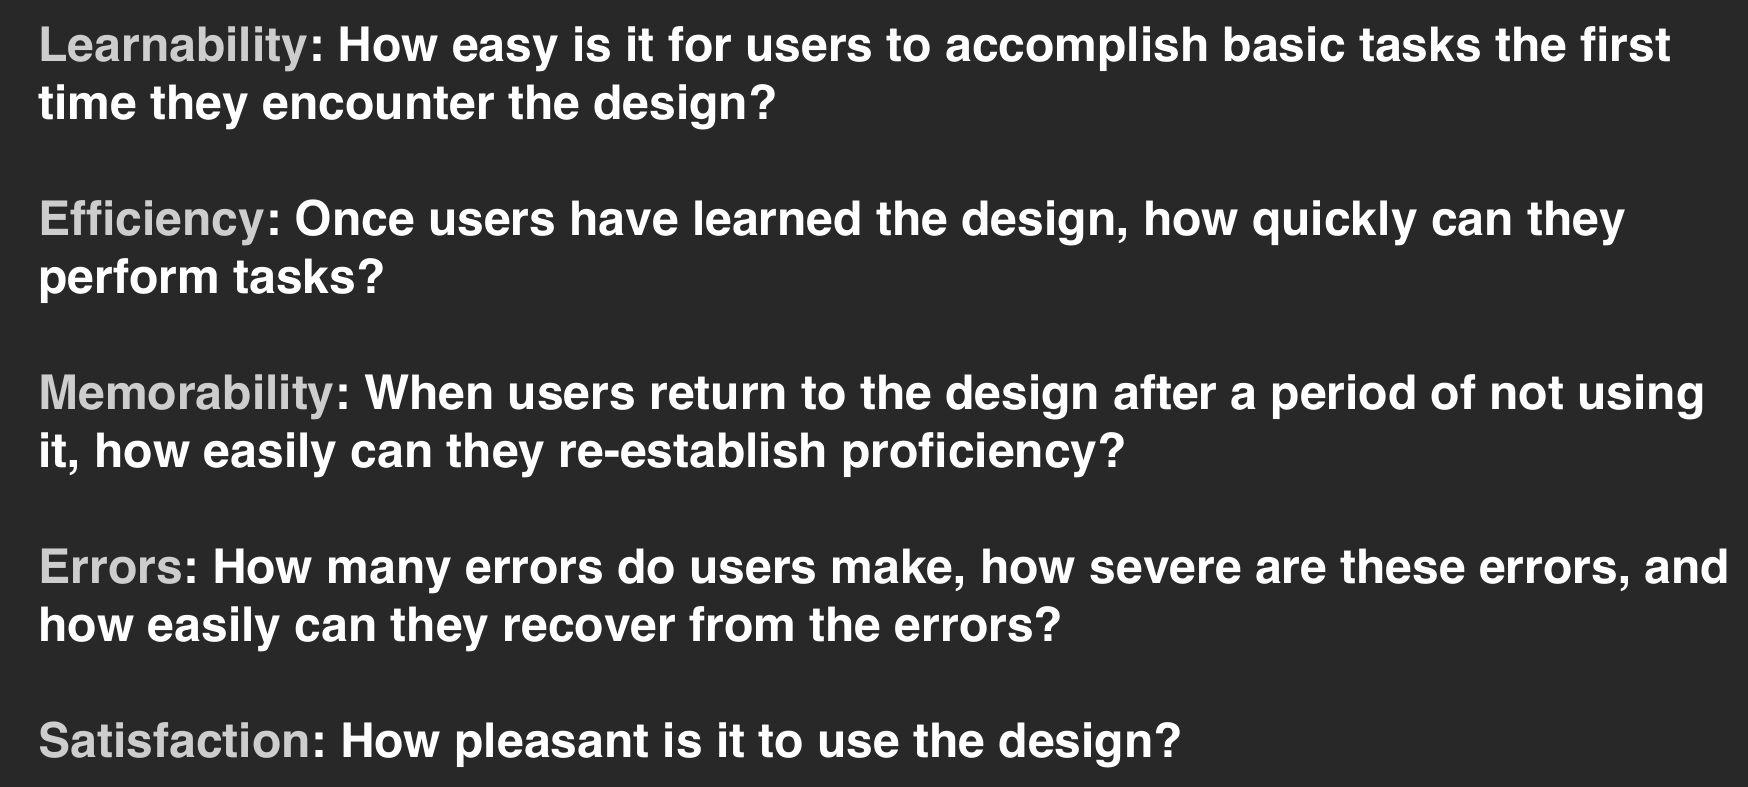 Learnability: How easy is it for users to accomplish basic tasks the first
time they encounter the design?
Efficiency: Once users have learned the design, how quickly can they
perform tasks?
Memorability: When users return to the design after a period of not using
it, how easily can they re-establish proficiency?
Errors: How many errors do users make, how severe are these errors, and
how easily can they recover from the errors?
Satisfaction: How pleasant is it to use the design?